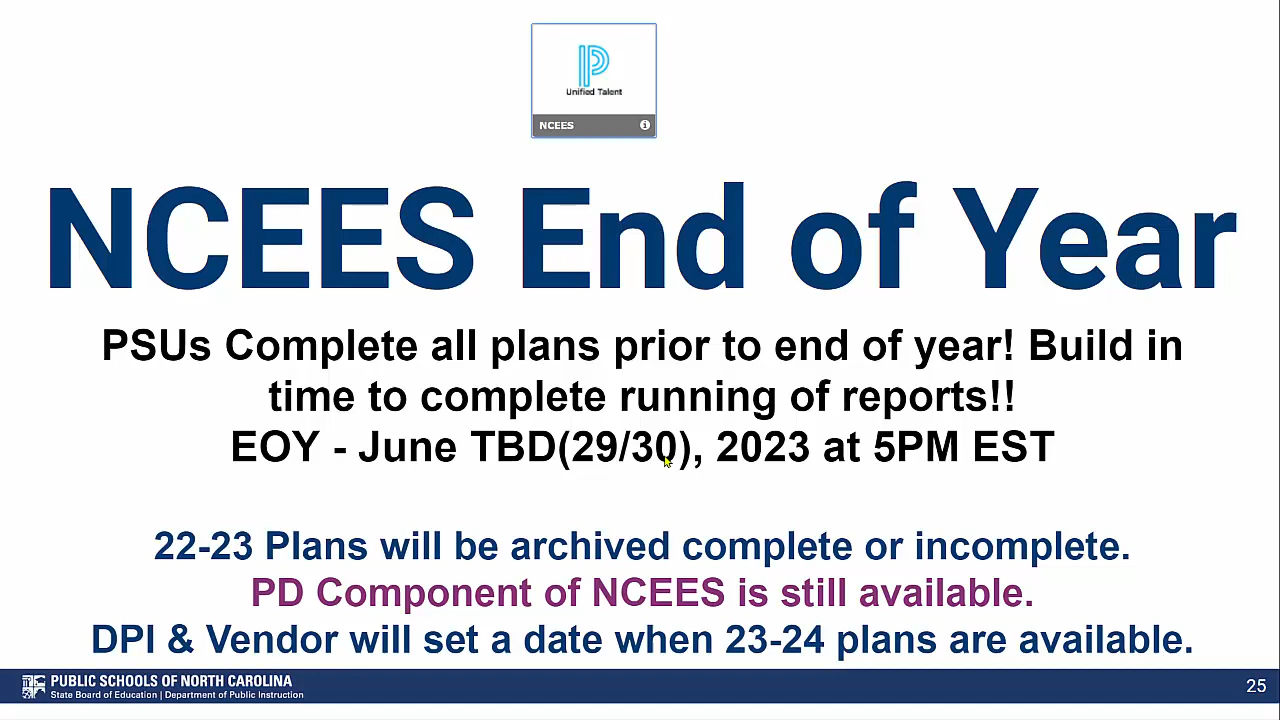 Unified Talent
NCEES
NCEES End of Year
PSUs Complete all plans prior to end of year! Build in
time to complete running of reports!!
EOY - June TBD(29/30), 2023 at 5PM EST
22-23 Plans will be archived complete or incomplete.
PD Component of NCEES is still available.
DPI & Vendor will set a date when 23-24 plans are available.
PUBLIC SCHOOLS OF NORTH CAROLINA
State Board of Education | Department of Public Instruction
25